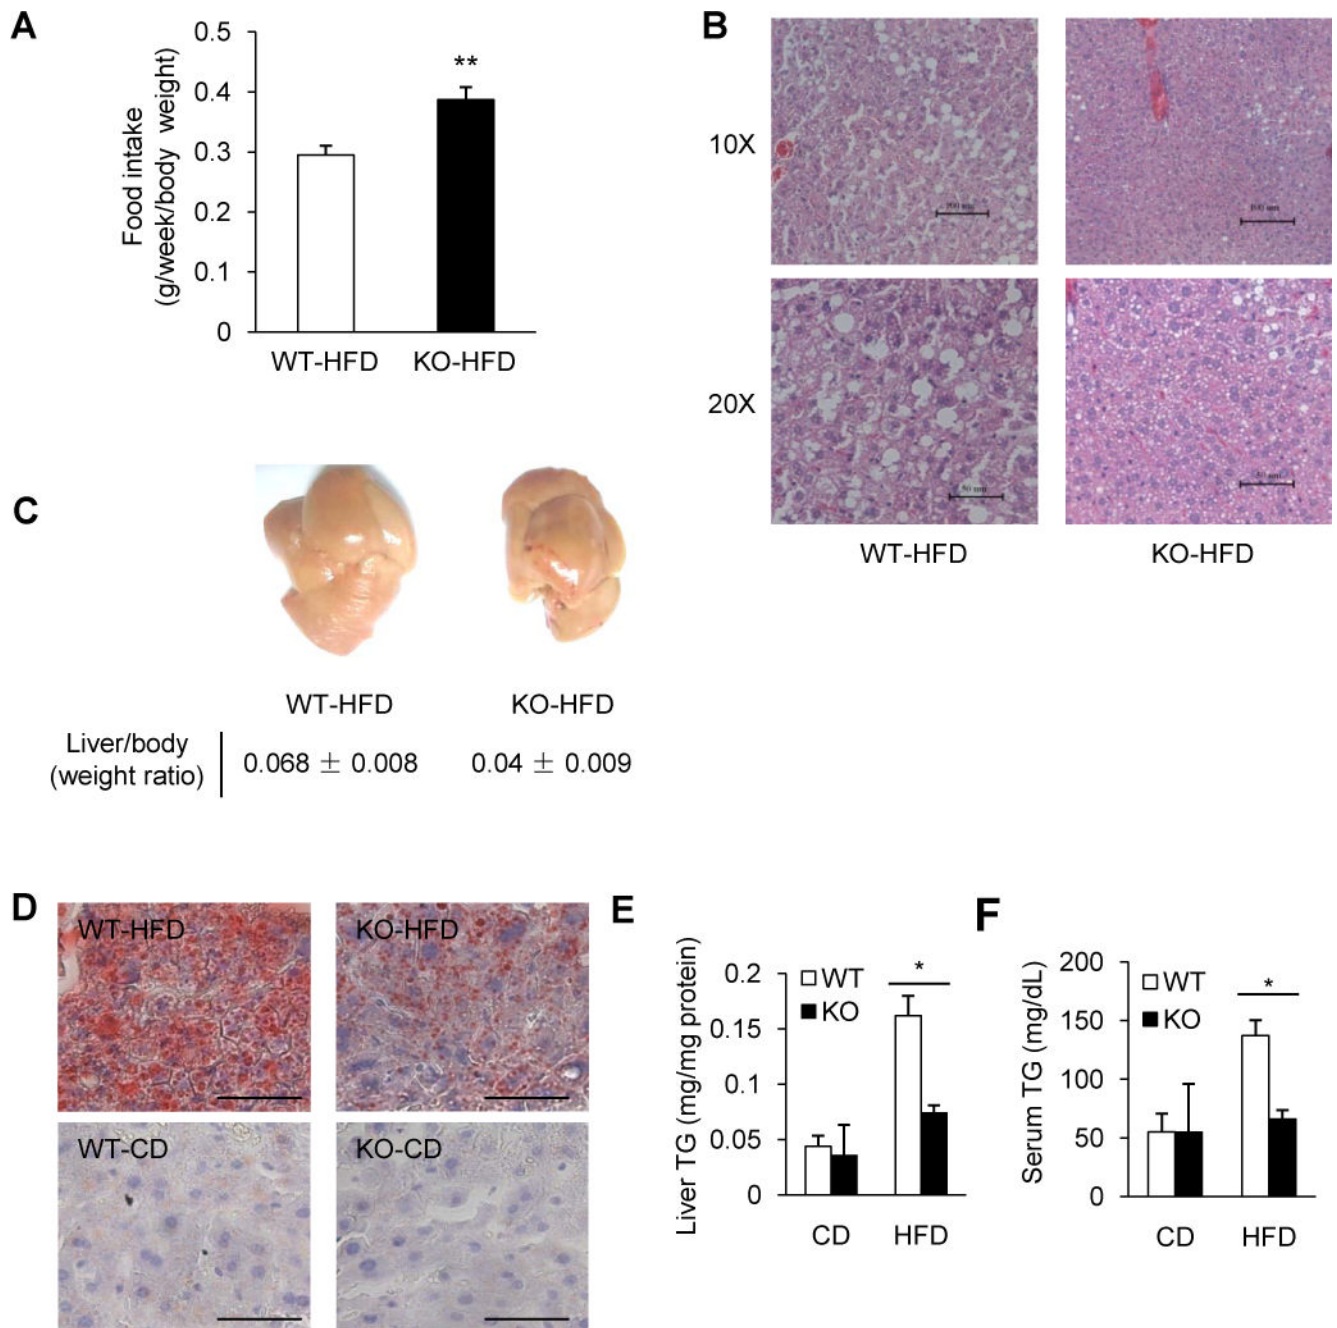 A
0.5
0.4
0.3
0.2
0.1
0
Food intake
(g/week/body weight)
**
WT-HFD
KO-HFD
B
10X
20X
100 um
50 um
WT-HFD
KO-HFD
C
WT-HFD
KO-HFD
Liver/body
(weight ratio)
0.068 ± 0.008
0.04 ± 0.009
D
WT-HFD
KO-HFD
WT-CD
KO-CD
E
Liver TG (mg/mg protein)
0.2
0.15
0.1
0.05
0
WT
KO
*
CD
HFD
F
Serum TG (mg/dL)
200
150
100
50
0
WT
KO
*
CD
HFD